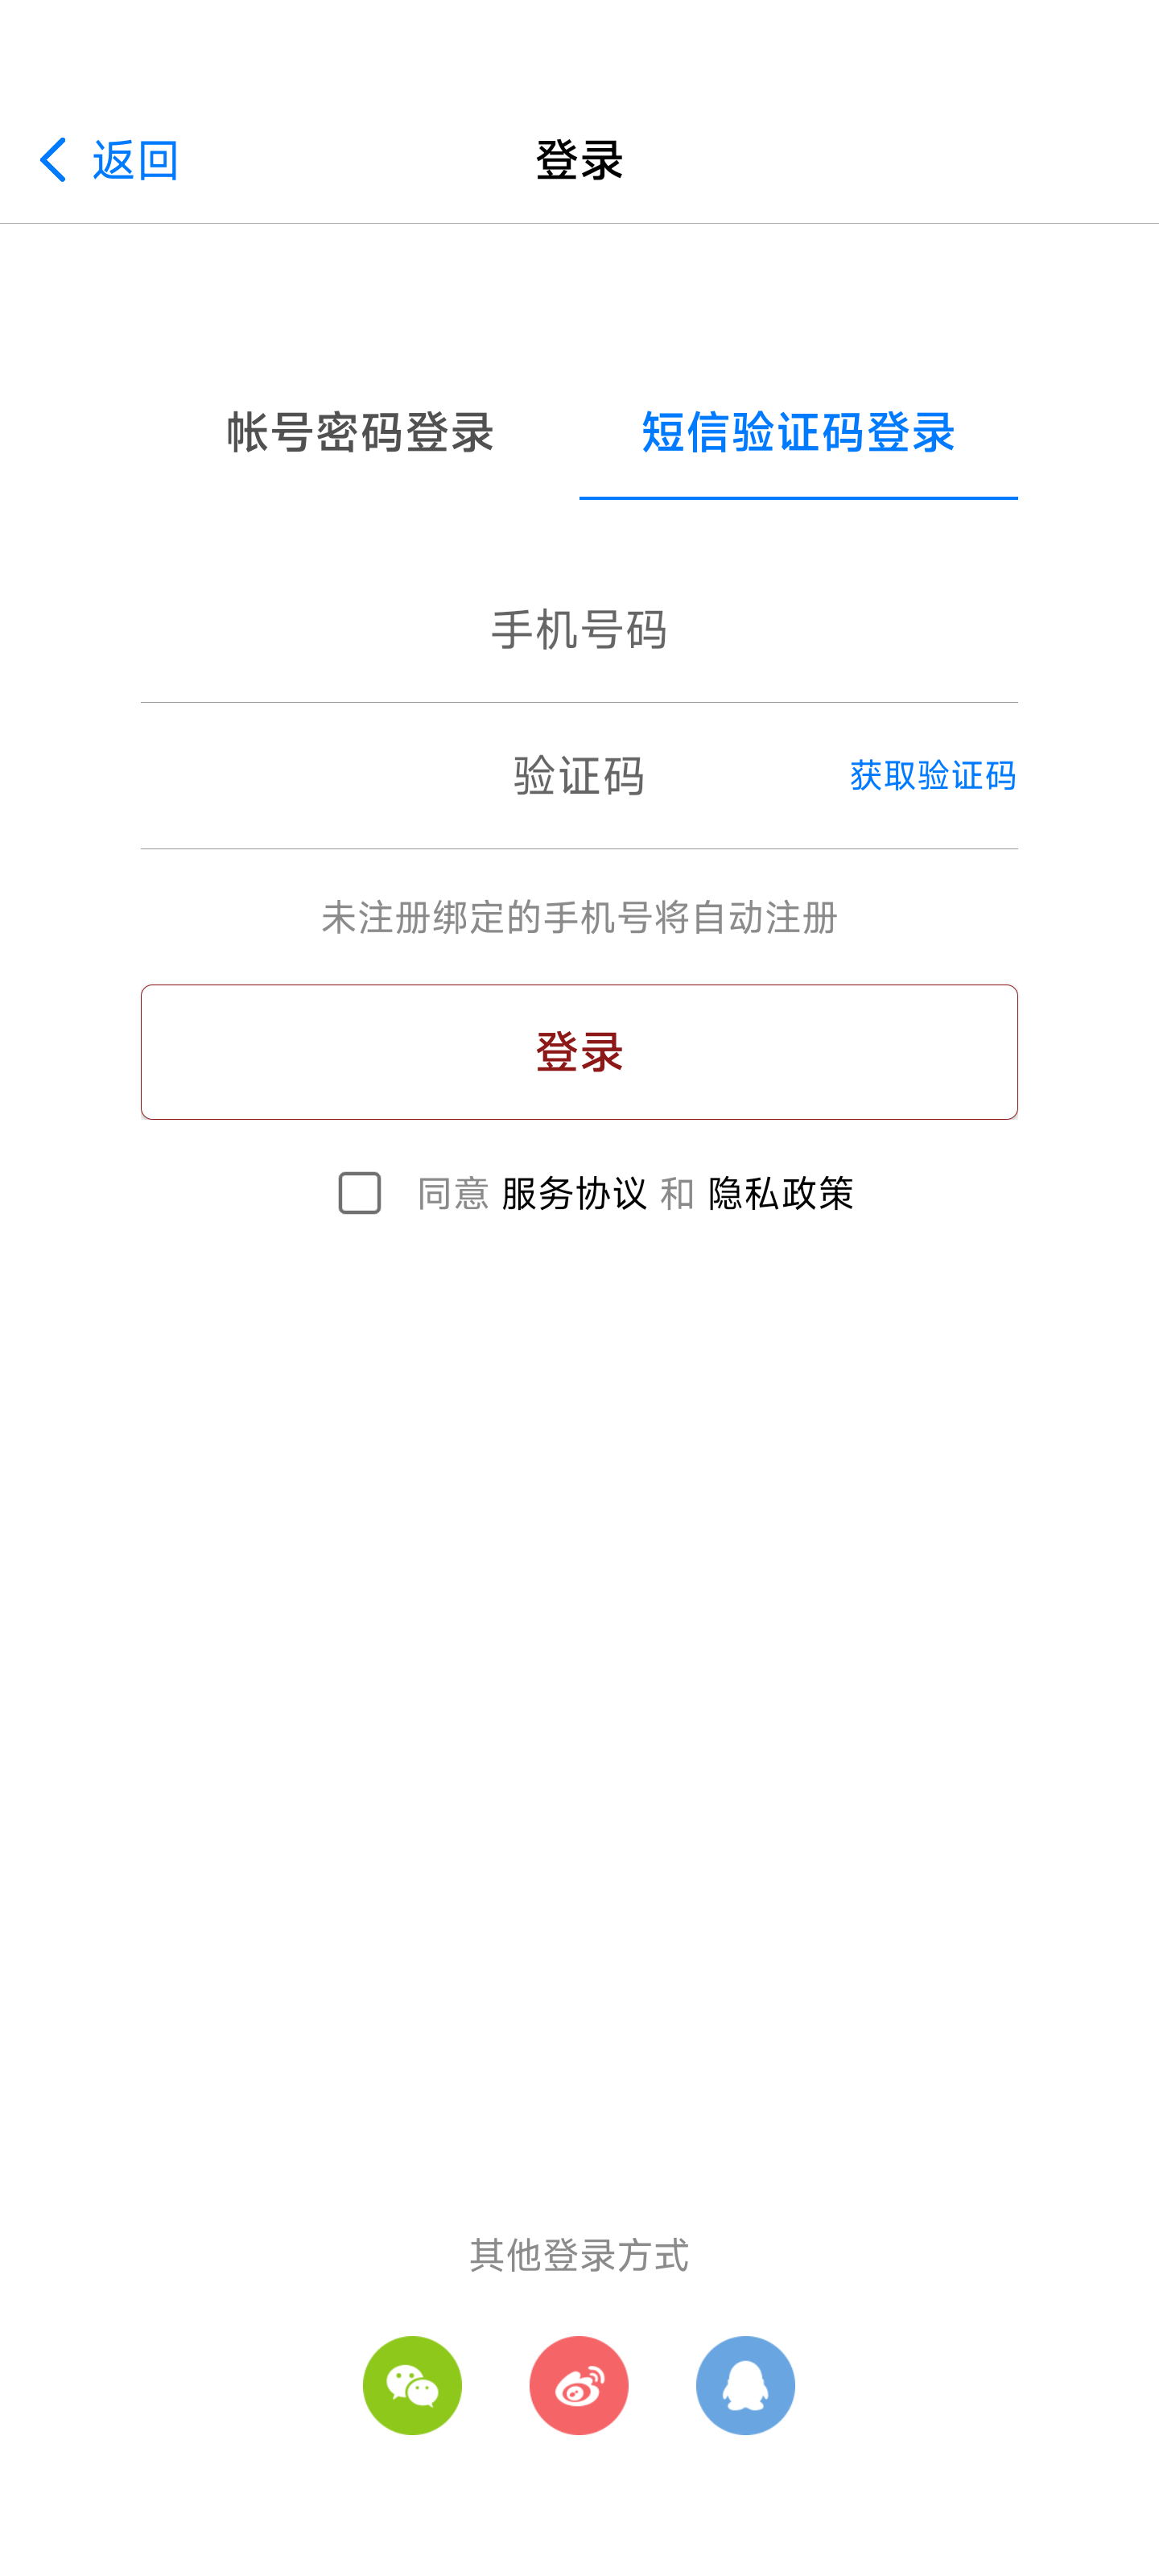 返回 登录
帐号密码登录 短信验证码登录
手机号码
验证码 获取验证码
未注册绑定的手机号将自动注册
登录
同意 服务协议 和 隐私政策
其他登录方式